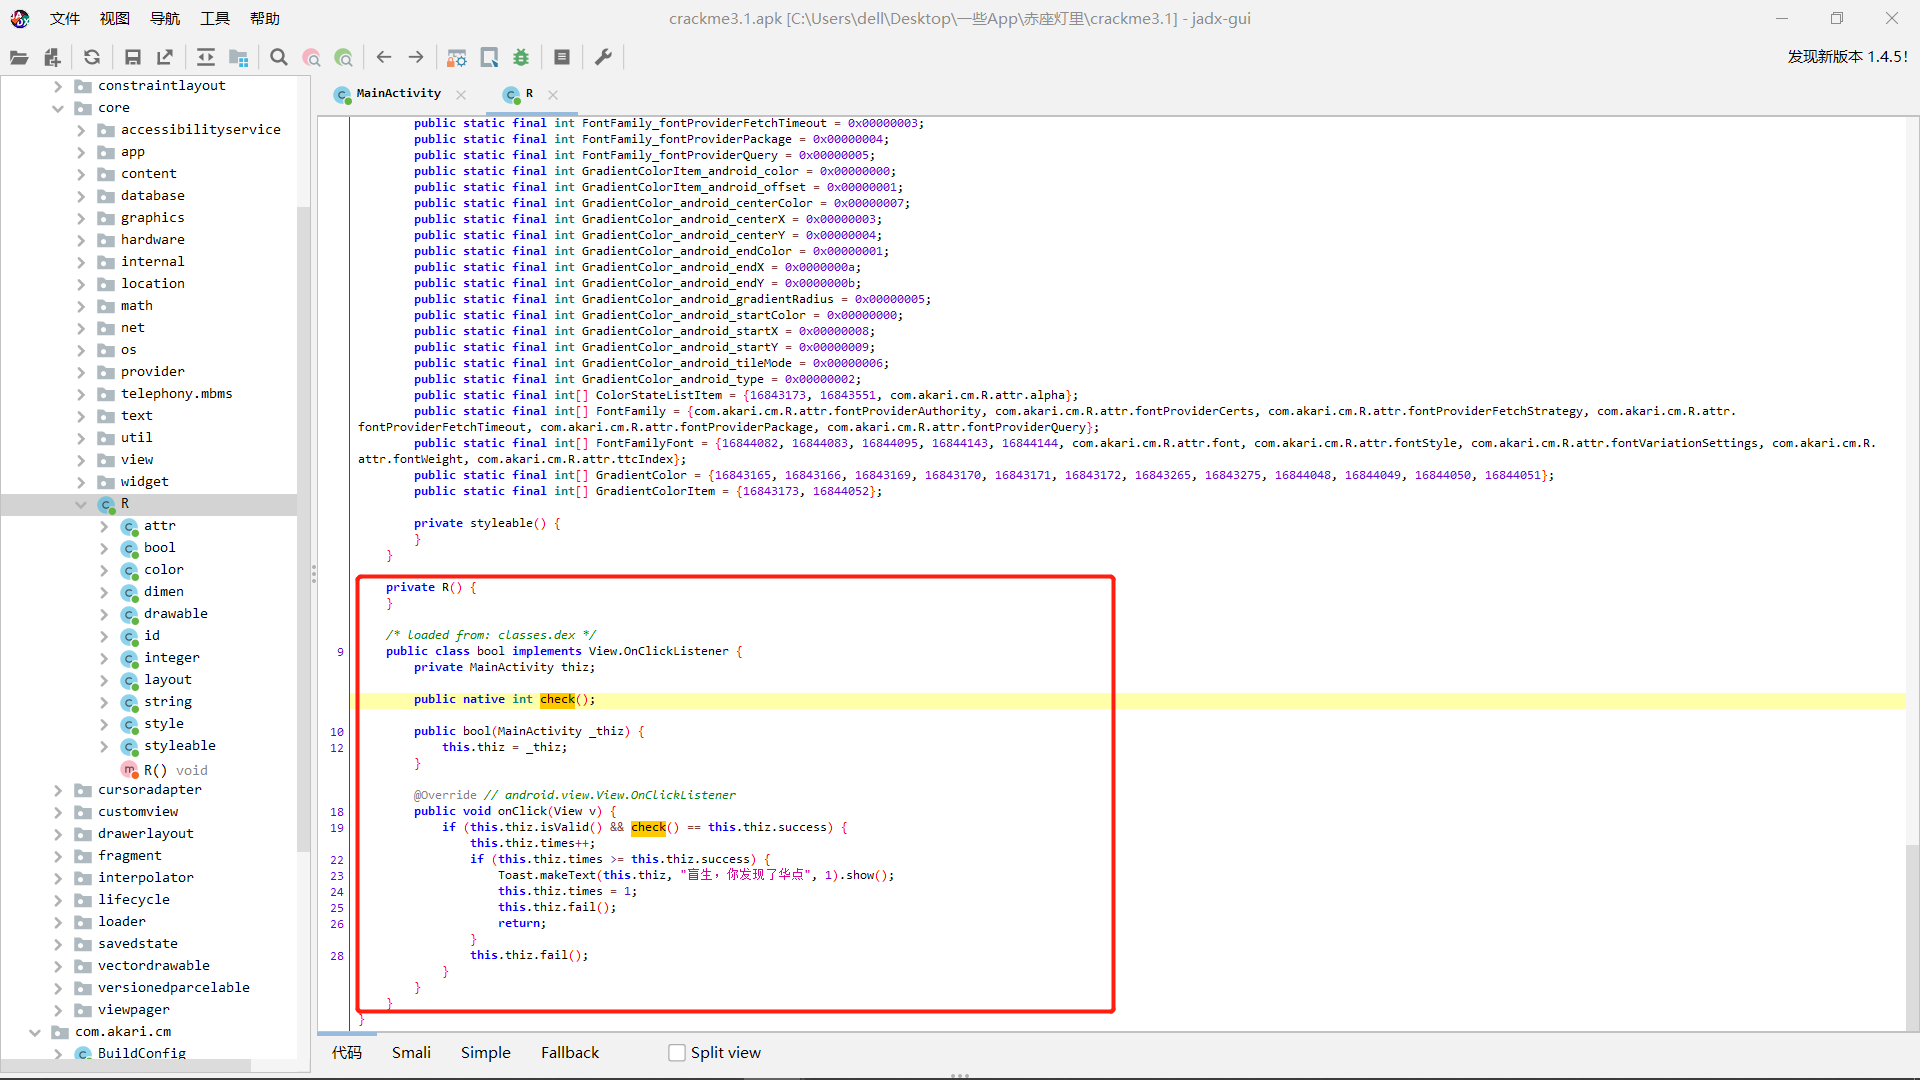 文件 视图 导航 工具 帮助
crackme3.1.apk [C:\Users\dell\Desktop\一些App\赤座灯里\crackme3.1] - jadx-gui
发现新版本 1.4.5!
constraintlayout
core
accessibilityservice
app
content
database
graphics
hardware
internal
location
math
net
os
provider
telephony.mbms
text
util
view
widget
R
attr
bool
color
dimen
drawable
id
integer
layout
string
style
styleable
R() void
cursoradapter
customview
drawerlayout
fragment
interpolator
lifecycle
loader
savedstate
vectordrawable
versionedparcelable
viewpager
com.akari.cm
BuildConfig
MainActivity
R
public static final int FontFamily_fontProviderFetchTimeout = 0x00000003;
public static final int FontFamily_fontProviderPackage = 0x00000004;
public static final int FontFamily_fontProviderQuery = 0x00000005;
public static final int GradientColorItem_android_color = 0x00000000;
public static final int GradientColorItem_android_offset = 0x00000001;
public static final int GradientColor_android_centerColor = 0x00000007;
public static final int GradientColor_android_centerX = 0x00000003;
public static final int GradientColor_android_centerY = 0x00000004;
public static final int GradientColor_android_endColor = 0x00000001;
public static final int GradientColor_android_endX = 0x0000000a;
public static final int GradientColor_android_endY = 0x0000000b;
public static final int GradientColor_android_gradientRadius = 0x00000005;
public static final int GradientColor_android_startColor = 0x00000000;
public static final int GradientColor_android_startX = 0x00000008;
public static final int GradientColor_android_startY = 0x00000009;
public static final int GradientColor_android_tileMode = 0x00000006;
public static final int GradientColor_android_type = 0x00000002;
public static final int[] ColorStateListItem = {16843173, 16843551, com.akari.cm.R.attr.alpha};
public static final int[] FontFamily = {com.akari.cm.R.attr.fontProviderAuthority, com.akari.cm.R.attr.fontProviderCerts, com.akari.cm.R.attr.fontProviderFetchStrategy, com.akari.cm.R.attr.
fontProviderFetchTimeout, com.akari.cm.R.attr.fontProviderPackage, com.akari.cm.R.attr.fontProviderQuery};
public static final int[] FontFamilyFont = {16844082, 16844083, 16844095, 16844143, 16844144, com.akari.cm.R.attr.font, com.akari.cm.R.attr.fontStyle, com.akari.cm.R.attr.fontVariationSettings, com.akari.cm.R.
attr.fontWeight, com.akari.cm.R.attr.ttcIndex};
public static final int[] GradientColor = {16843165, 16843166, 16843169, 16843170, 16843171, 16843172, 16843265, 16843275, 16844048, 16844049, 16844050, 16844051};
public static final int[] GradientColorItem = {16843173, 16844052};
private styleable() {
}
}
private R() {
}
/* loaded from: classes.dex */
9 public class bool implements View.OnClickListener {
private MainActivity thiz;
public native int check();
10 public bool(MainActivity _thiz) {
12 this.thiz = _thiz;
}
@Override // android.view.View.OnClickListener
18 public void onClick(View v) {
19 if (this.thiz.isValid() && check() == this.thiz.success) {
this.thiz.times++;
22 if (this.thiz.times >= this.thiz.success) {
23 Toast.makeText(this.thiz, "盲生，你发现了华点", 1).show();
24 this.thiz.times = 1;
25 this.thiz.fail();
26 return;
}
28 this.thiz.fail();
}
}
}
}
代码 Smali Simple Fallback Split view